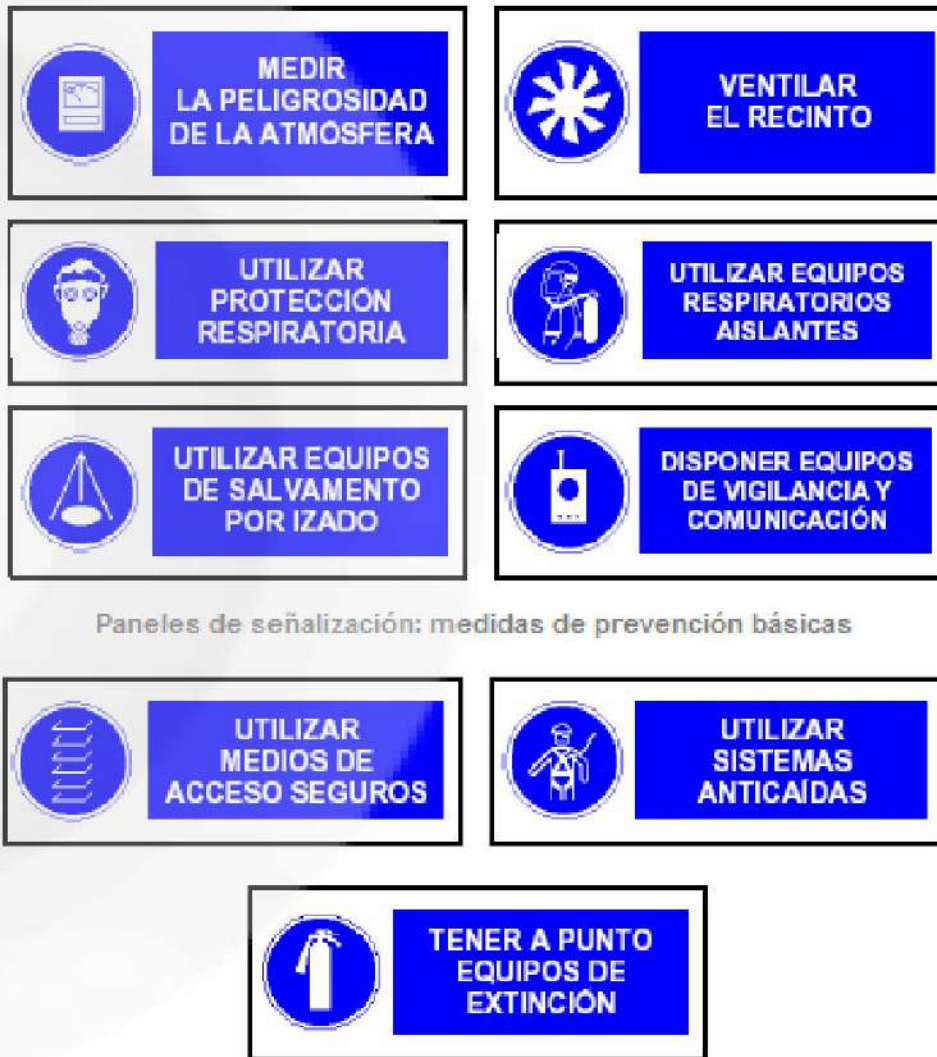 MEDIR
LA PELIGROSIDAD
DE LA ATMÓSFERA
VENTILAR
EL RECINTO
UTILIZAR
PROTECCIÓN
RESPIRATORIA
UTILIZAR EQUIPOS
RESPIRATORIOS
AISLANTES
UTILIZAR EQUIPOS
DE SALVAMENTO
POR IZADO
DISPONER EQUIPOS
DE VIGILANCIA Y
COMUNICACIÓN
Paneles de señalización: medidas de prevención básicas
UTILIZAR
MEDIOS DE
ACCESO SEGUROS
UTILIZAR
SISTEMAS
ANTICAÍDAS
TENER A PUNTO
EQUIPOS DE
EXTINCIÓN